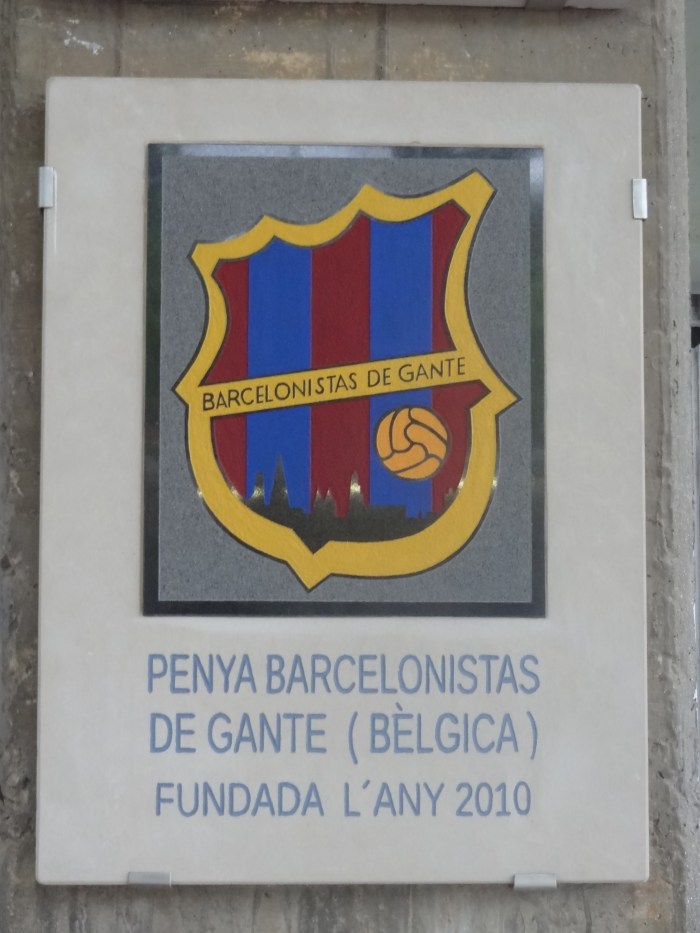 BARCELONISTAS DE GANTE
PENYA BARCELONISTAS
DE GANTE ( BÈLGICA )
FUNDADA L´ANY 2010